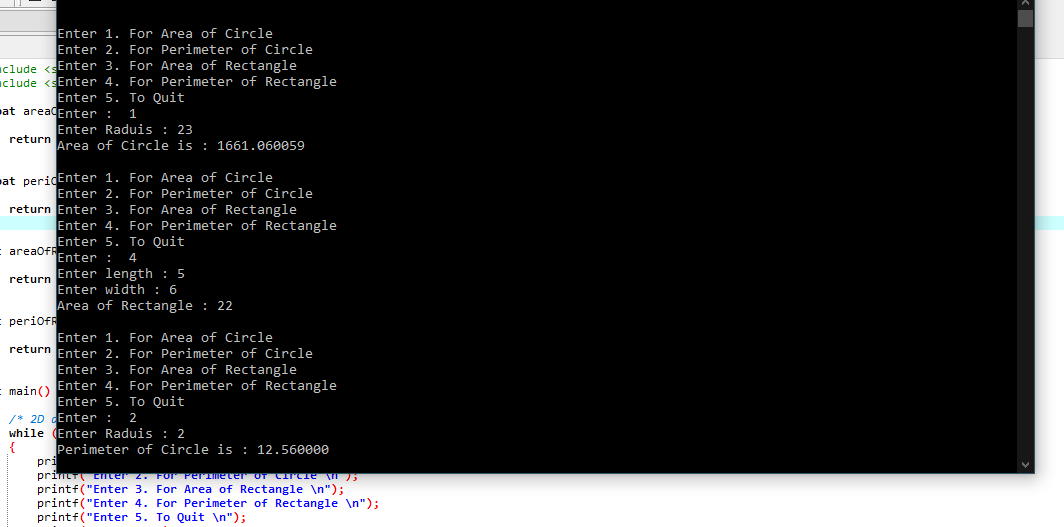 Enter 1. For Area of Circle
Enter 2. For Perimeter of Circle
Enter 3. For Area of Rectangle
Enter 4. For Perimeter of Rectangle
Enter 5. To Quit
Enter :  1
Enter Raduis : 23
Area of Circle is : 1661.060059
Enter 1. For Area of Circle
Enter 2. For Perimeter of Circle
Enter 3. For Area of Rectangle
Enter 4. For Perimeter of Rectangle
Enter 5. To Quit
Enter :  4
Enter length : 5
Enter width : 6
Area of Rectangle : 22
Enter 1. For Area of Circle
Enter 2. For Perimeter of Circle
Enter 3. For Area of Rectangle
Enter 4. For Perimeter of Rectangle
Enter 5. To Quit
Enter :  2
Enter Raduis : 2
Perimeter of Circle is : 12.560000
nclude <s
nclude <s
oat areaO
return
oat periO
return
t areaOfR
return
t periOfR
return
t main()
/* 2D
while (
{
pri
printf("Enter 2. For Perimeter of Circle \n");
printf("Enter 3. For Area of Rectangle \n");
printf("Enter 4. For Perimeter of Rectangle \n");
printf("Enter 5. To Quit \n");